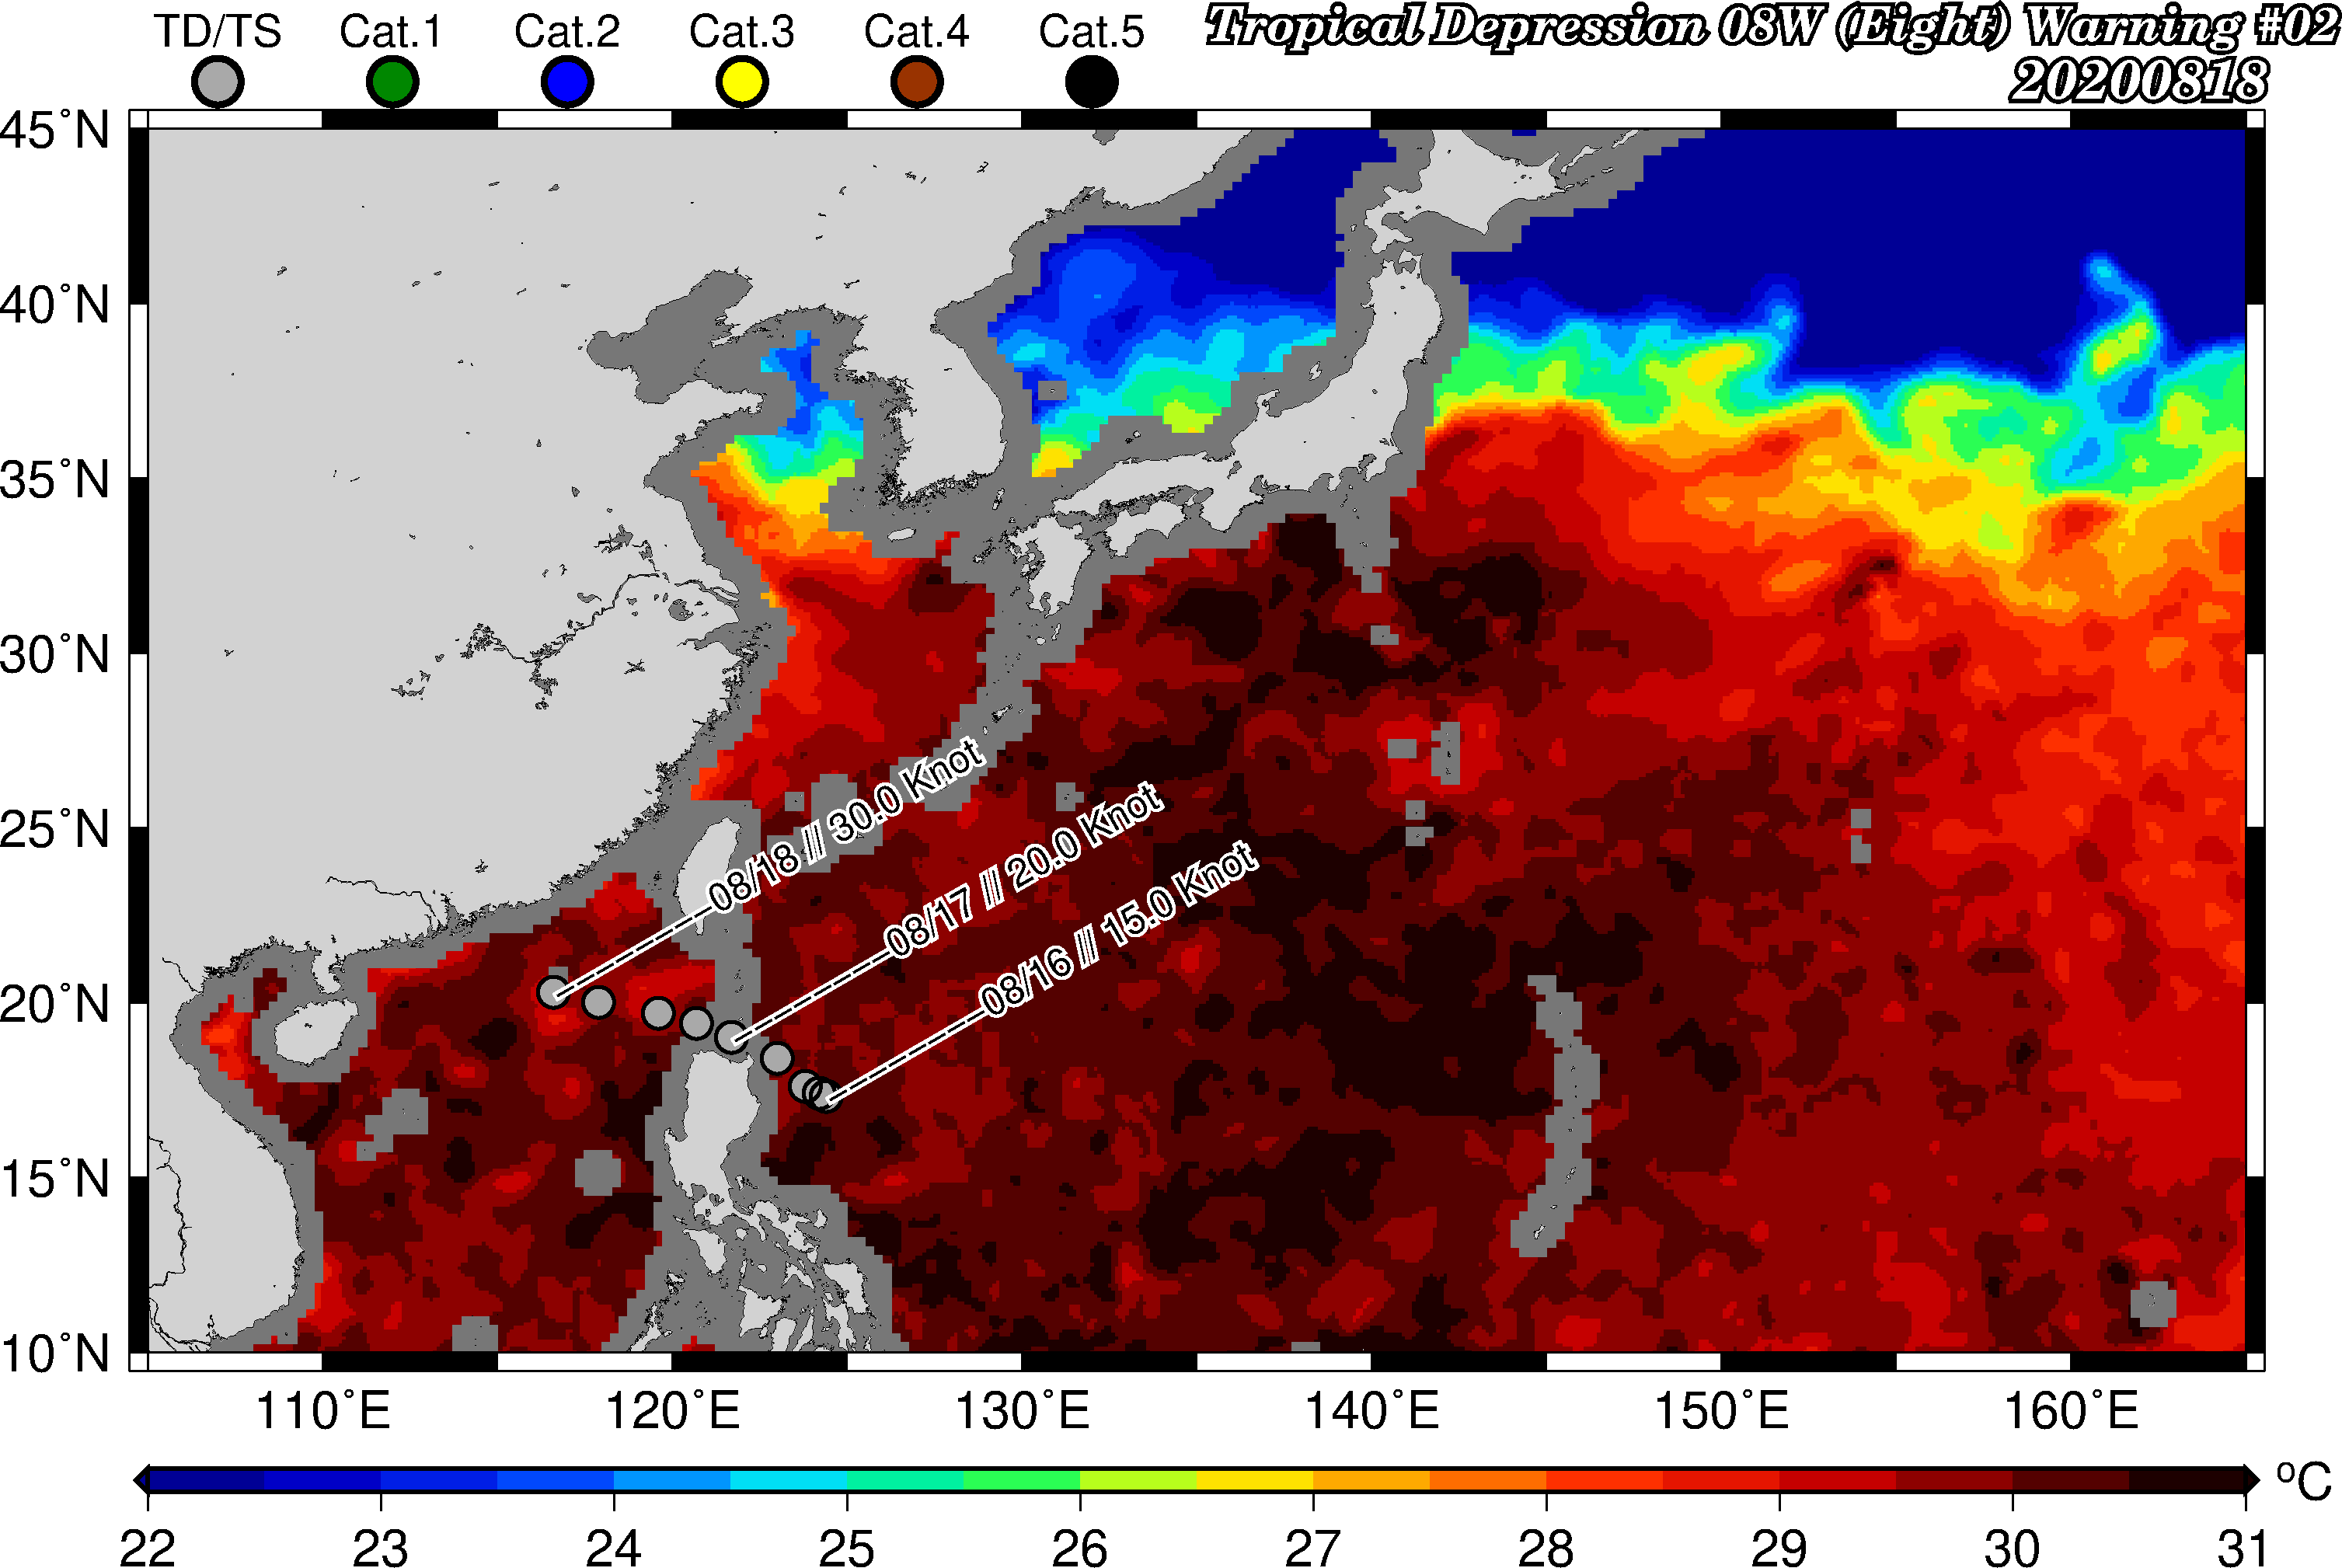 TD/TS Cat.1 Cat.2 Cat.3 Cat.4 Cat.5
Tropical Depression 08W (Eight) Warning #02
20200818
45°N
40°N
35°N
30°N
25°N
20°N
15°N
10°N
08/18 /// 30.0 Knot
08/17 /// 20.0 Knot
08/16 /// 15.0 Knot
110°E 120°E 130°E 140°E 150°E 160°E
°C
22 23 24 25 26 27 28 29 30 31